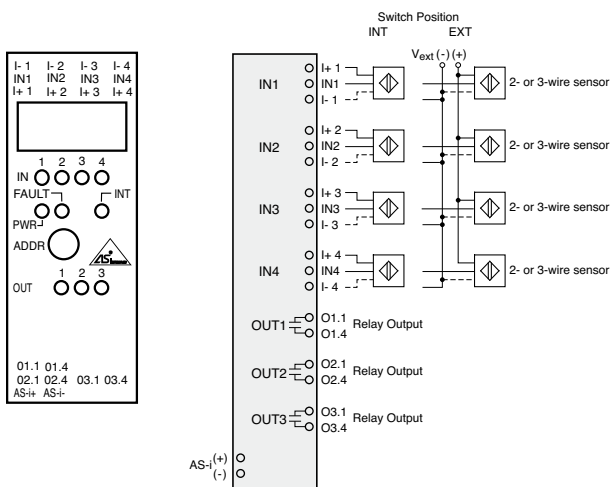 I- 1 I- 2 I- 3 I- 4
IN1 IN2 IN3 IN4
I+ 1 I+ 2 I+ 3 I+ 4
1 2 3 4
IN
FAULT INT
PWR
ADDR
ASi
1 2 3
OUT
01.1 01.4
02.1 02.4 03.1 03.4
AS-i+ AS-i-
Switch Position
INT EXT
Vext (-) (+)
IN1
I+ 1
IN1
I- 1
2- or 3-wire sensor
IN2
I+ 2
IN2
I- 2
2- or 3-wire sensor
IN3
I+ 3
IN3
I- 3
2- or 3-wire sensor
IN4
I+ 4
IN4
I- 4
2- or 3-wire sensor
OUT1
O1.1
O1.4
Relay Output
OUT2
O2.1
O2.4
Relay Output
OUT3
O3.1
O3.4
Relay Output
AS-i (+)
(-)